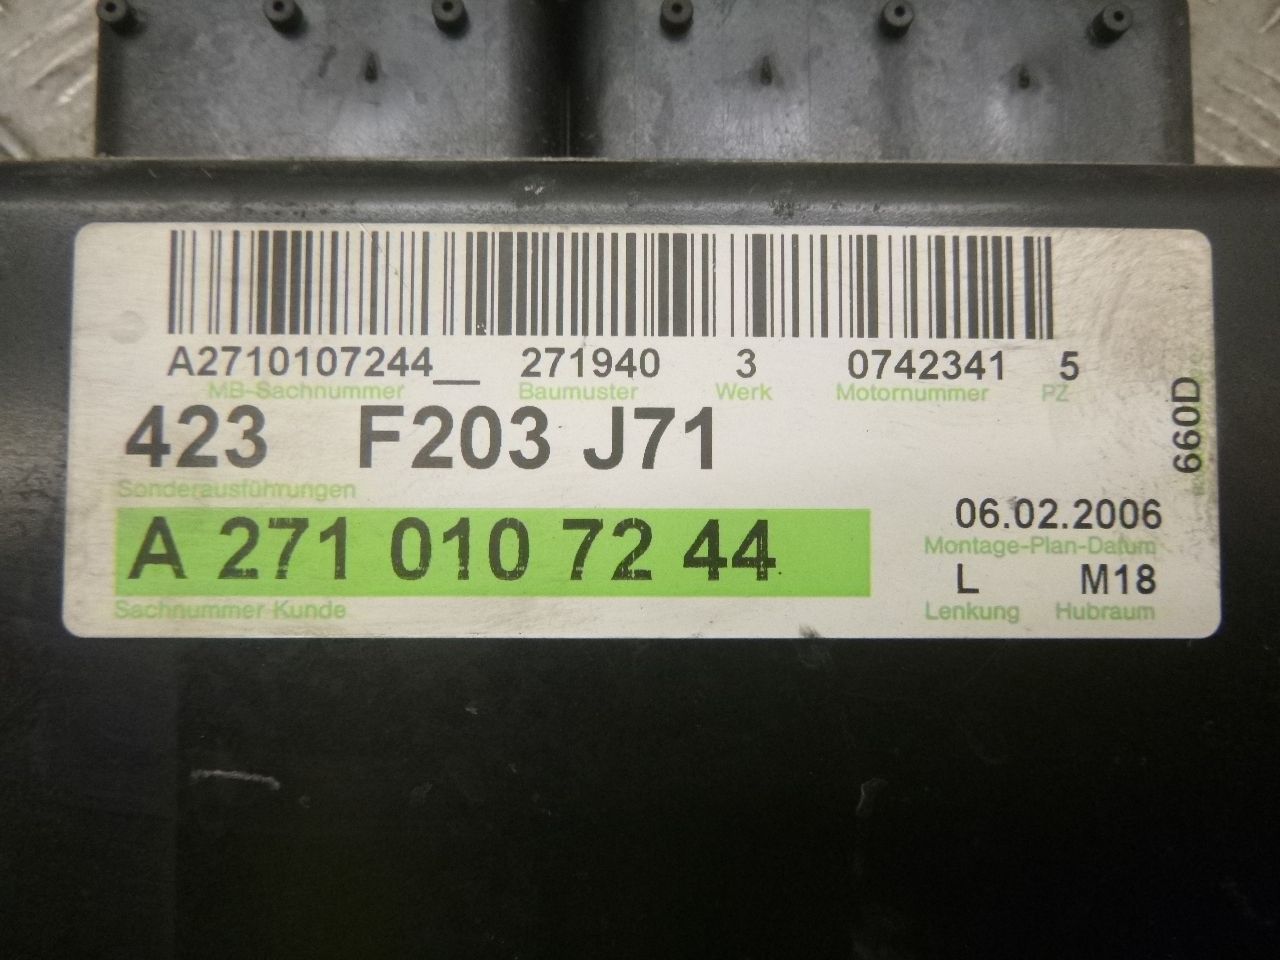 A2710107244__ 271940 3 0742341 5
MB-Sachnummer Baumuster Werk Motornummer PZ
423 F203 J71
660D
Sonderausführungen
A 271 010 72 44
06.02.2006
Montage-Plan-Datum
L M18
Sachnummer Kunde Lenkung Hubraum